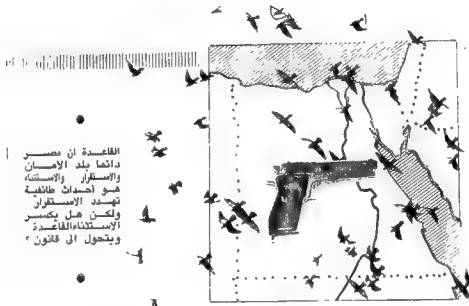 القاعدة ان مصر
دائما بلد الامان
والاستقرار والاستثناء
هو أحداث طائفية
تهدد الاستقرار
ولكن هل يكسر
الاستثناء القاعدة
ويتحول الى قانون ؟